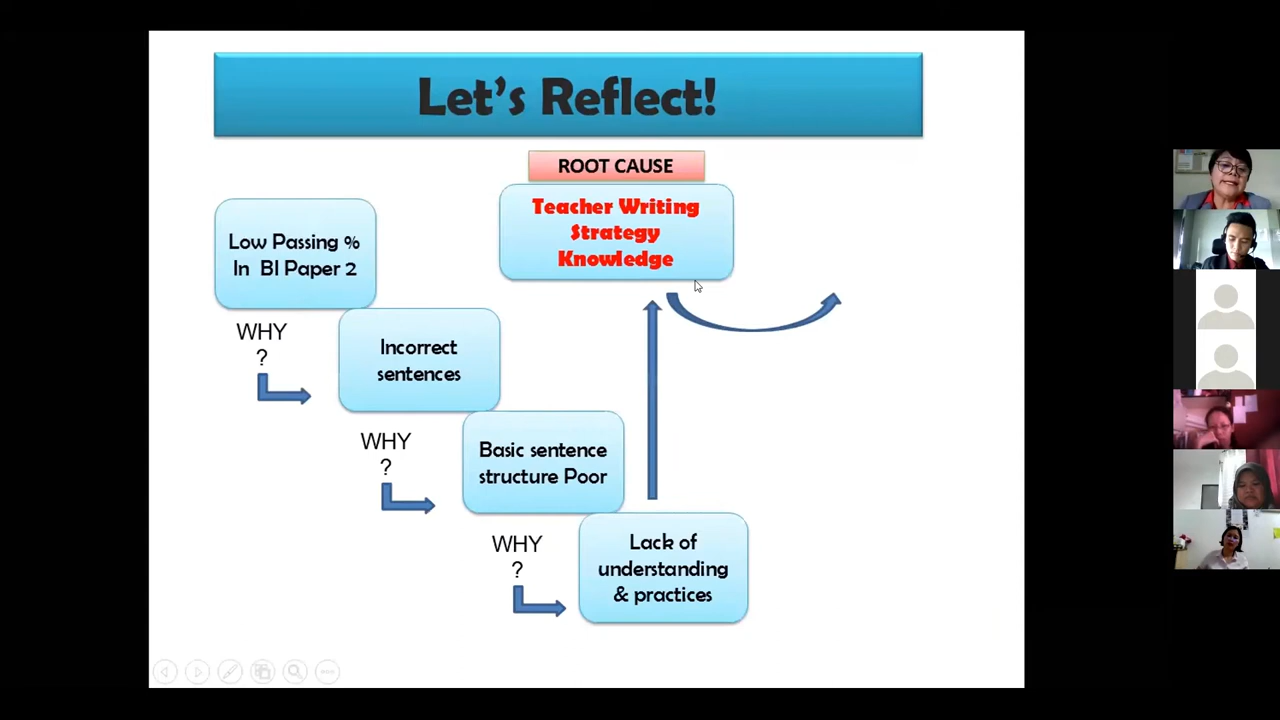 Let's Reflect!
ROOT CAUSE
Teacher Writing
Strategy
Knowledge
Low Passing %
In BI Paper 2
WHY
?
Incorrect
sentences
WHY
?
Basic sentence
structure Poor
WHY
?
Lack of
understanding
& practices